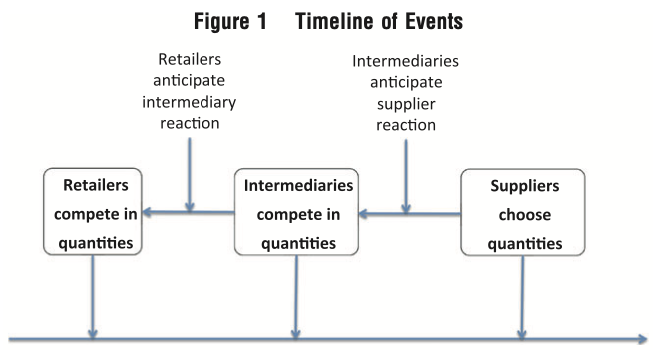 Figure 1 Timeline of Events
Retailers
anticipate
intermediary
reaction
Intermediaries
anticipate
supplier
reaction
Retailers
compete in
quantities
Intermediaries
compete in
quantities
Suppliers
choose
quantities